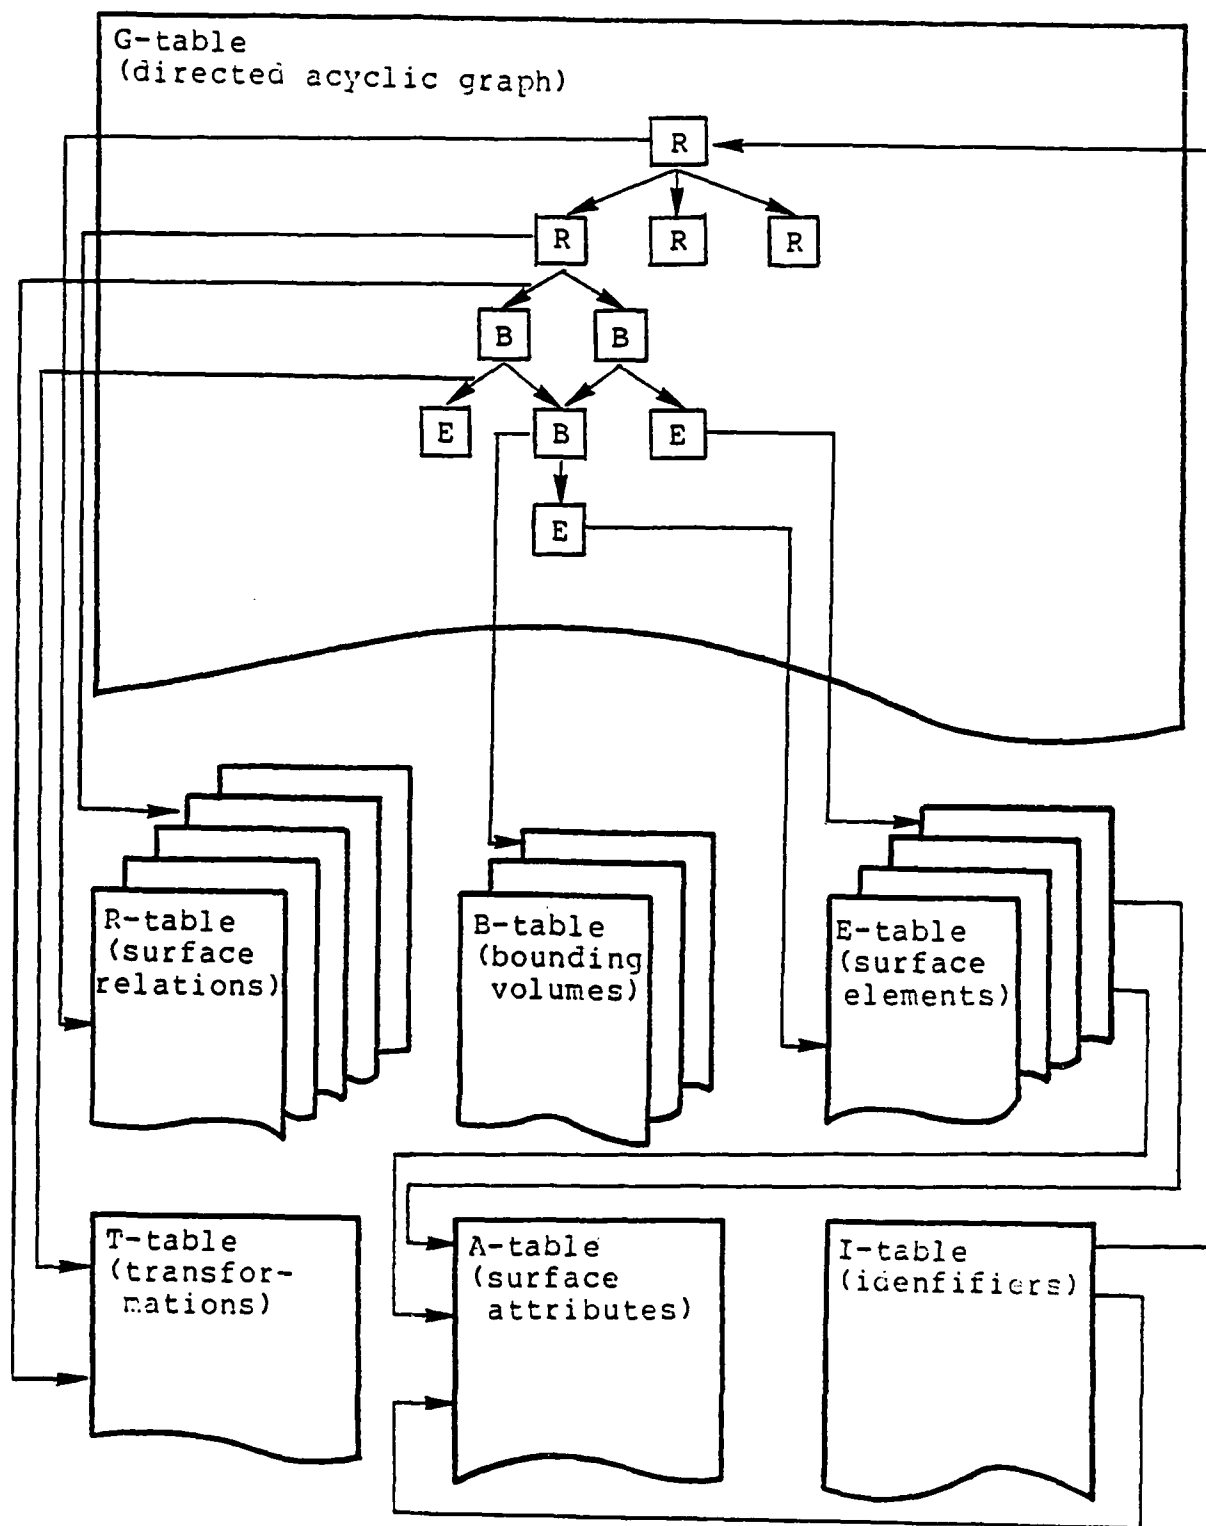 G-table
(directed acyclic graph)
R
R R R
B B
E B E
E
R-table
(surface
relations)
B-table
(bounding
volumes)
E-table
(surface
elements)
T-table
(transfor-
mations)
A-table
(surface
attributes)
I-table
(idenfifiers)